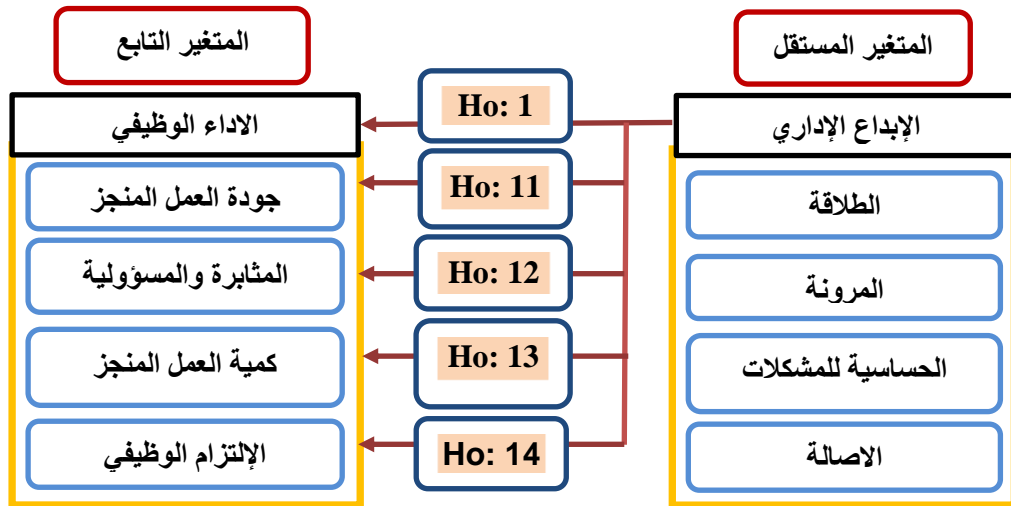 المتغير المستقل
المتغير التابع
الإبداع الإداري
Ho: 1
الاداء الوظيفي
الطلاقة
Ho: 11
جودة العمل المنجز
المرونة
Ho: 12
المثابرة والمسؤولية
الحساسية للمشكلات
Ho: 13
كمية العمل المنجز
الاصالة
Ho: 14
الإلتزام الوظيفي